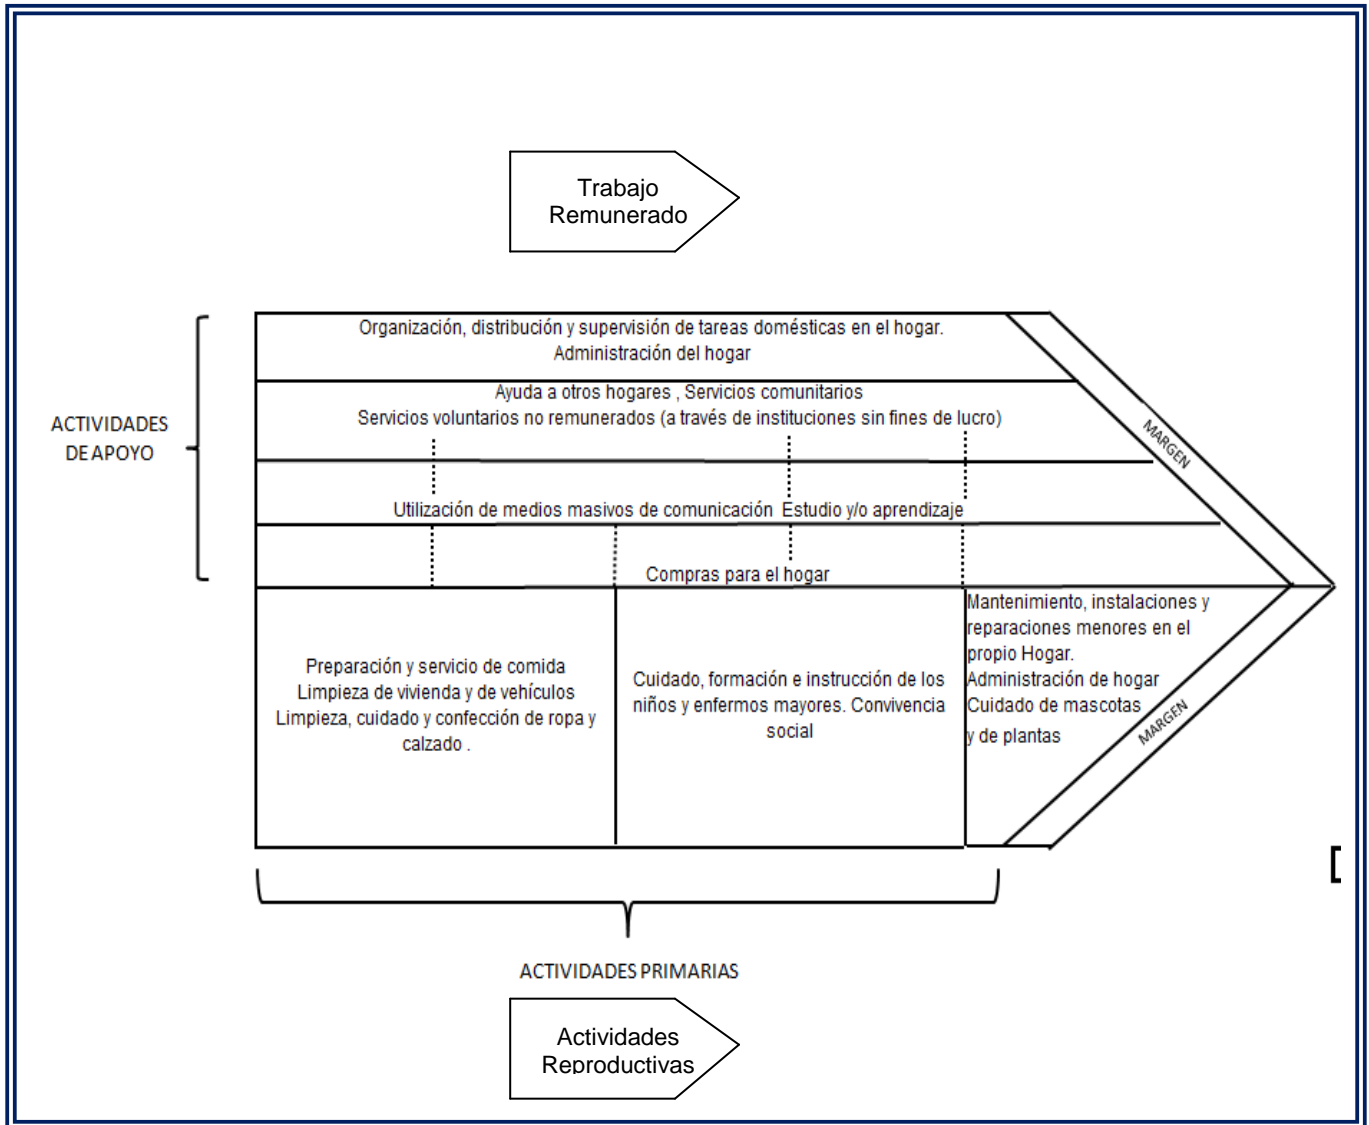 Trabajo
Remunerado
Organización, distribución y supervisión de tareas domésticas en el hogar.
Administración del hogar
Ayuda a otros hogares , Servicios comunitarios
Servicios voluntarios no remunerados (a través de instituciones sin fines de lucro)
ACTIVIDADES
DE APOYO
MARGEN
Utilización de medios masivos de comunicación Estudio y/o aprendizaje
Compras para el hogar
Preparación y servicio de comida
Limpieza de vivienda y de vehículos
Limpieza, cuidado y confección de ropa y
calzado .
Cuidado, formación e instrucción de los
niños y enfermos mayores. Convivencia
social
Mantenimiento, instalaciones y
reparaciones menores en el
propio Hogar.
Administración de hogar
Cuidado de mascotas
y de plantas
MARGEN
ACTIVIDADES PRIMARIAS
Actividades
Reproductivas